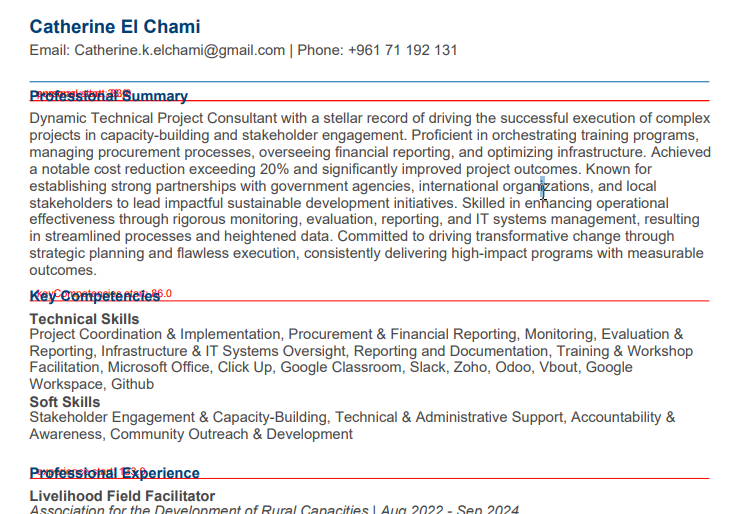 Catherine El Chami
Email: Catherine.k.elchami@gmail.com | Phone: +961 71 192 131
Professional Summary
Dynamic Technical Project Consultant with a stellar record of driving the successful execution of complex
projects in capacity-building and stakeholder engagement. Proficient in orchestrating training programs,
managing procurement processes, overseeing financial reporting, and optimizing infrastructure. Achieved
a notable cost reduction exceeding 20% and significantly improved project outcomes. Known for
establishing strong partnerships with government agencies, international organizations, and local
stakeholders to lead impactful sustainable development initiatives. Skilled in enhancing operational
effectiveness through rigorous monitoring, evaluation, reporting, and IT systems management, resulting
in streamlined processes and heightened data. Committed to driving transformative change through
strategic planning and flawless execution, consistently delivering high-impact programs with measurable
outcomes.
keyCompetencies start: 86.0
Key Competencies
Technical Skills
Project Coordination & Implementation, Procurement & Financial Reporting, Monitoring, Evaluation &
Reporting, Infrastructure & IT Systems Oversight, Reporting and Documentation, Training & Workshop
Facilitation, Microsoft Office, Click Up, Google Classroom, Slack, Zoho, Odoo, Vbout, Google
Workspace, Github
Soft Skills
Stakeholder Engagement & Capacity-Building, Technical & Administrative Support, Accountability &
Awareness, Community Outreach & Development
experience start:
Professional Experience
Livelihood Field Facilitator
Association for the Development of Rural Capacities | Aug 2022 - Sep 2024